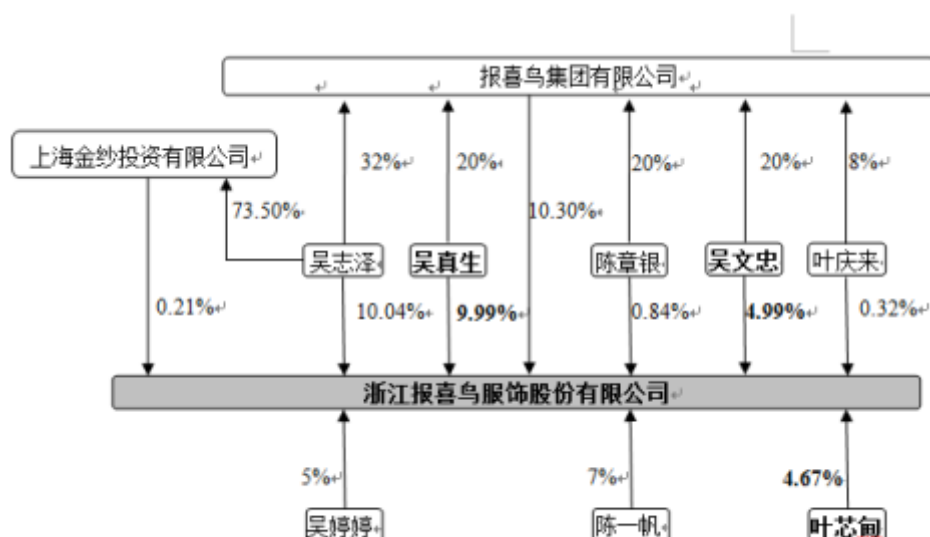 报喜鸟集团有限公司
上海金纱投资有限公司
32%
20%
20%
20%
8%
73.50%
10.30%
吴志泽
吴真生
陈章银
吴文忠
叶庆来
0.21%
10.04%
9.99%
0.84%
4.99%
0.32%
浙江报喜鸟服饰股份有限公司
5%
7%
4.67%
吴婷婷
陈一帆
叶芯甸